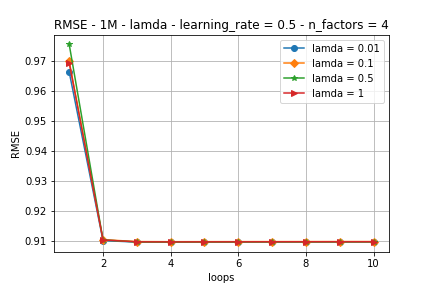 RMSE - 1M - lamda - learning_rate = 0.5 - n_factors = 4
lamda = 0.01
lamda = 0.1
lamda = 0.5
lamda = 1
0.97
0.96
0.95
0.94
0.93
0.92
0.91
RMSE
2 4 6 8 10
loops